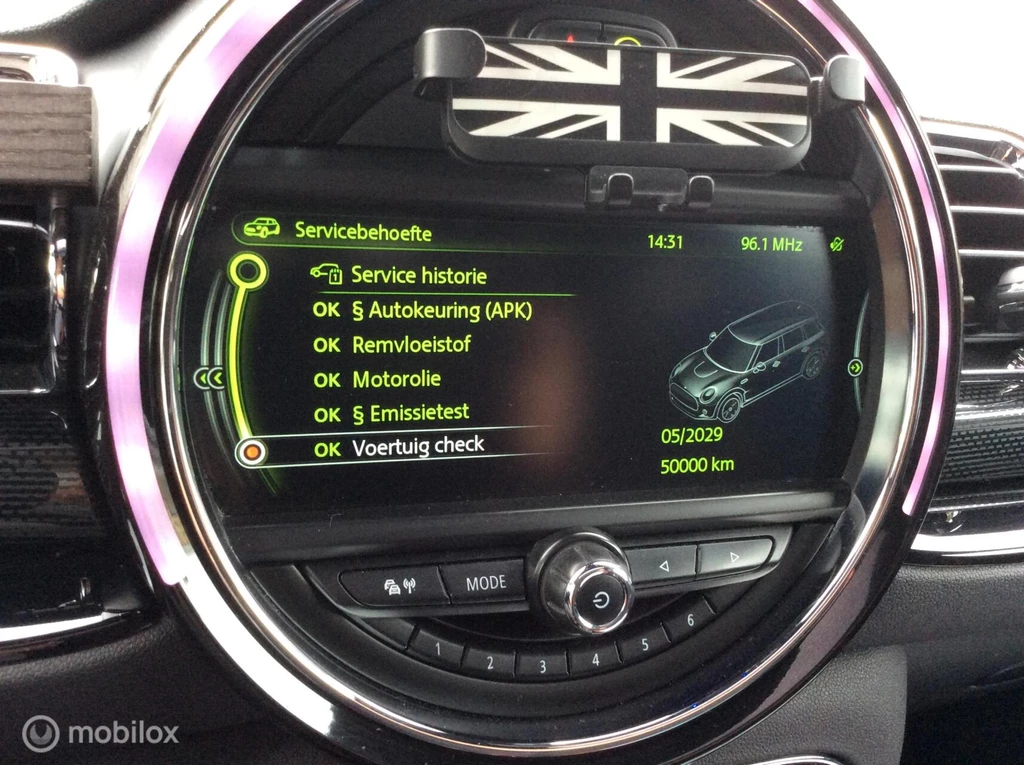 Servicebehoefte 14:31 96.1 MHz
Service historie
OK § Autokeuring (APK)
OK Remvloeistof
OK Motorolie
OK § Emissietest
OK Voertuig check
05/2029
50000 km
MODE
1 2 3 4 5 6
mobilox